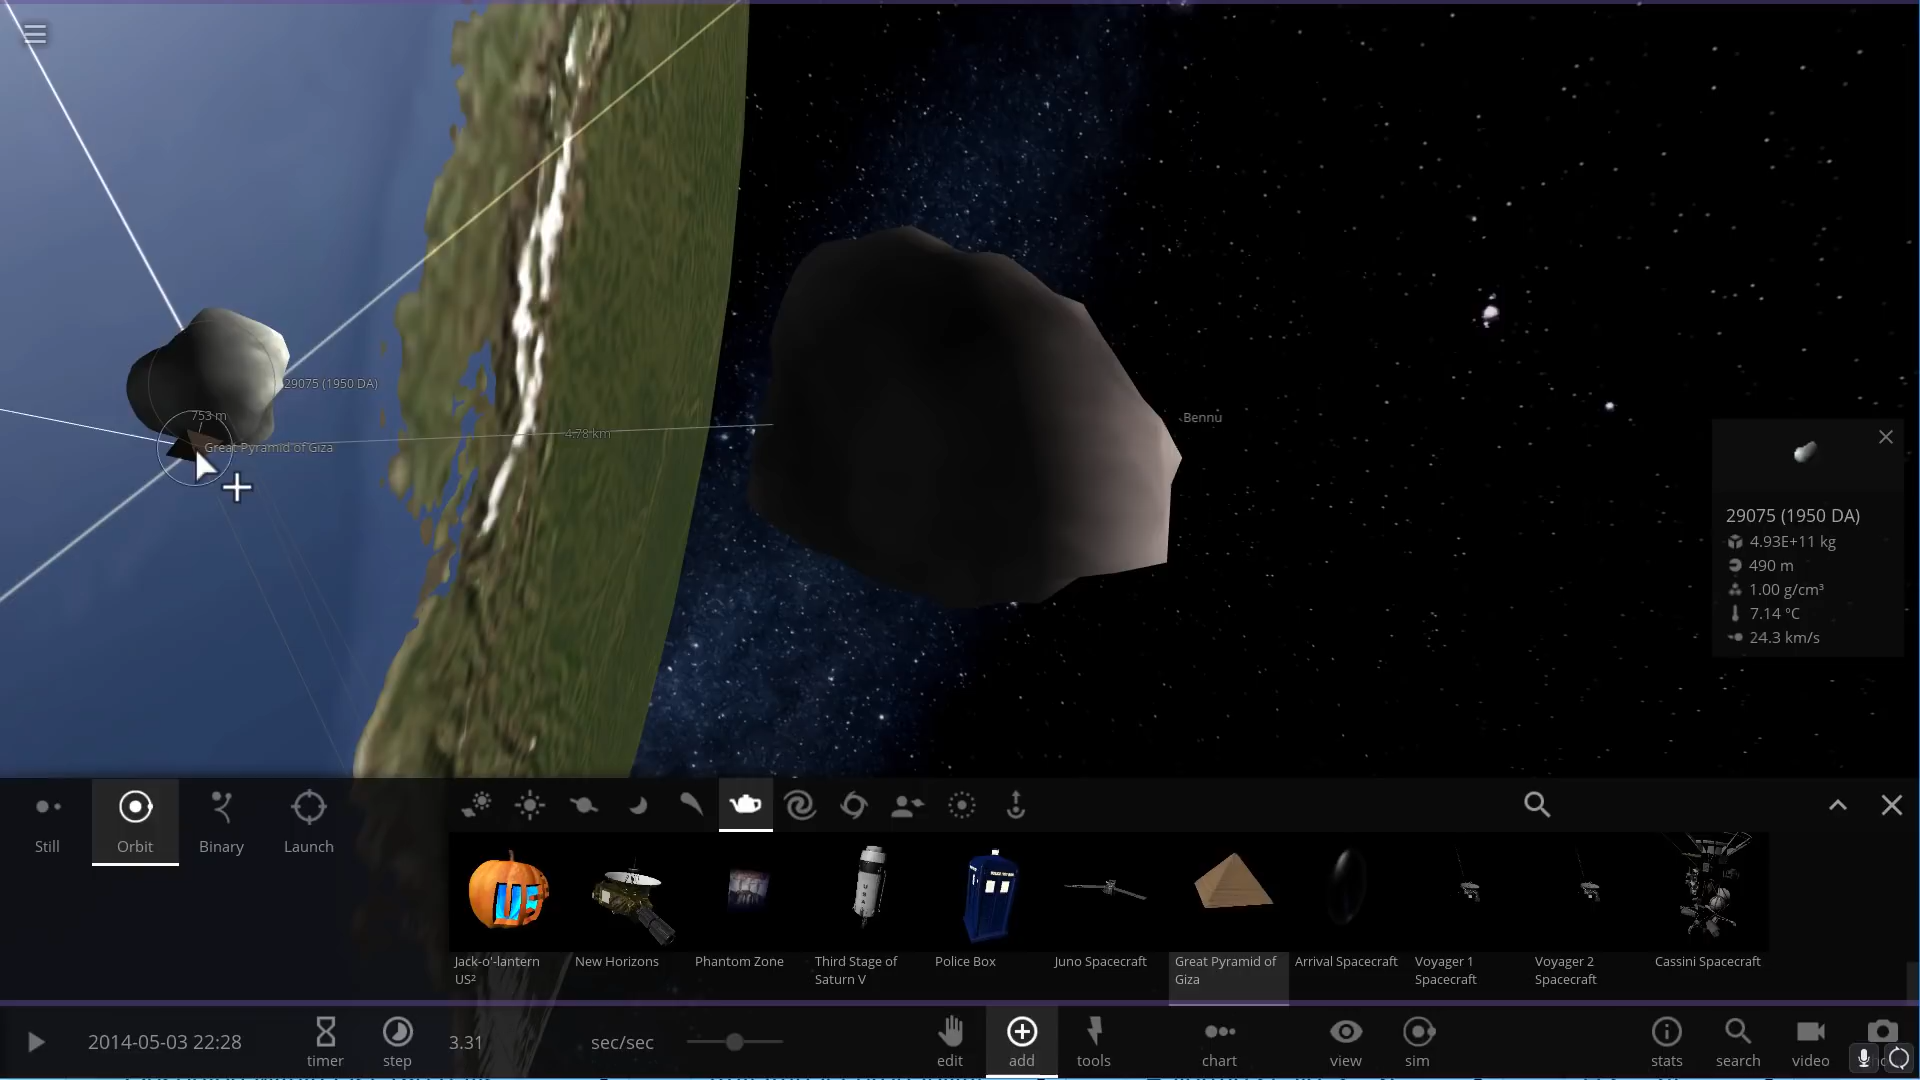 29075 (1950 DA)
753 m
Great Pyramid of Giza
4.78 km
Bennu
29075 (1950 DA)
4.93E+11 kg
490 m
1.00 g/cm³
7.14 °C
24.3 km/s
Still
Orbit
Binary
Launch
Jack-o'-lantern
US²
New Horizons
Phantom Zone
Third Stage of
Saturn V
Police Box
Juno Spacecraft
Great Pyramid of
Giza
Arrival Spacecraft
Voyager 1
Spacecraft
Voyager 2
Spacecraft
Cassini Spacecraft
2014-05-03 22:28
timer
step
3.31
sec/sec
edit
add
tools
chart
view
sim
stats
search
video